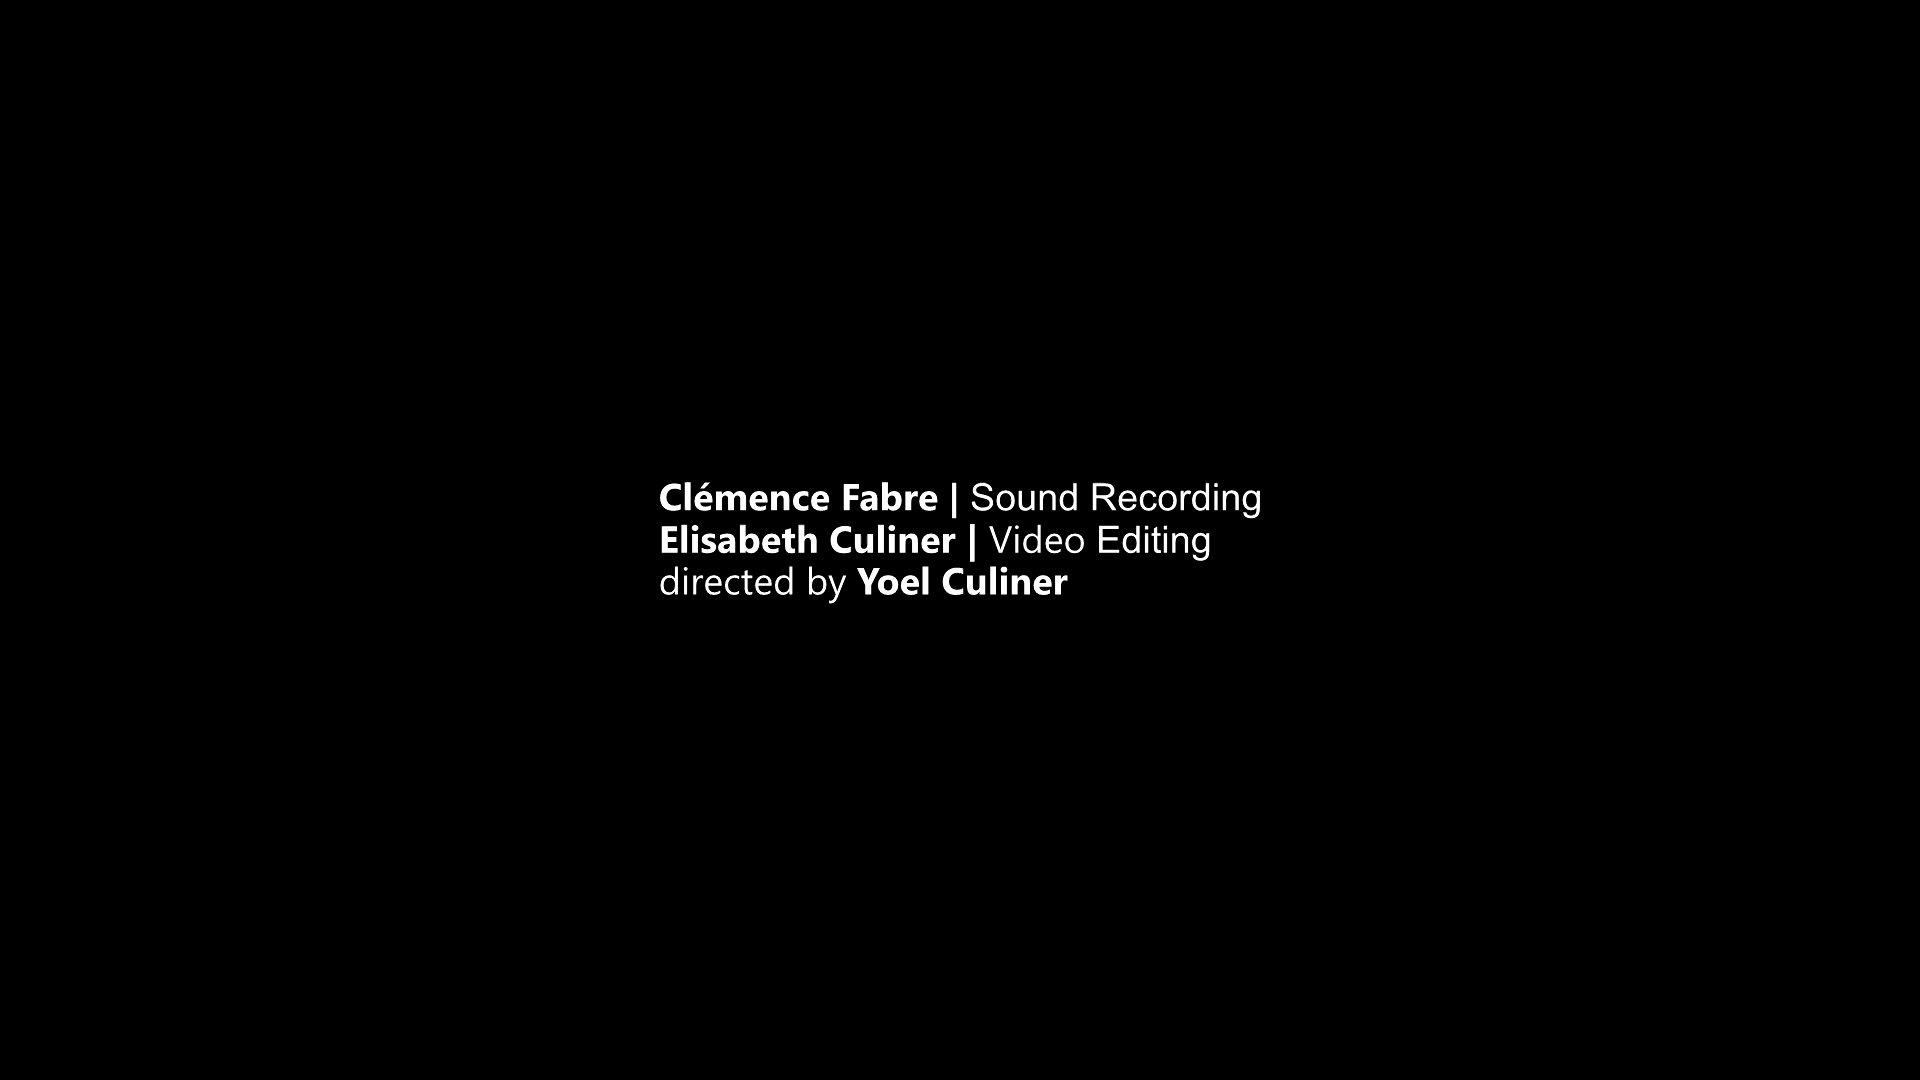 Clémence Fabre | Sound Recording
Elisabeth Culiner | Video Editing
directed by Yoel Culiner